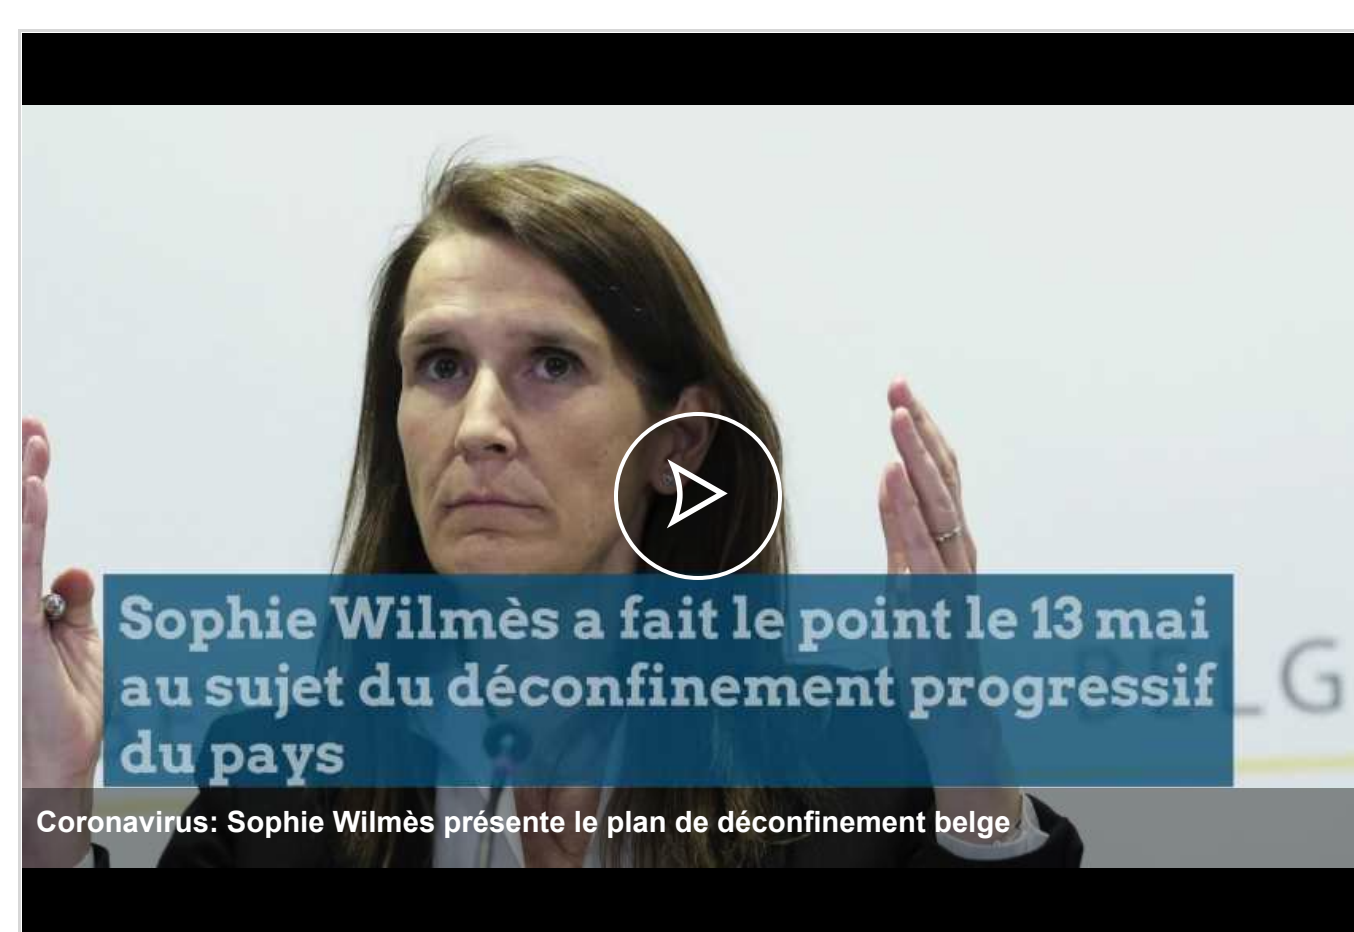 Sophie Wilmès a fait le point le 13 mai
au sujet du déconfinement progressif
du pays
BELG
Coronavirus: Sophie Wilmès présente le plan de déconfinement belge